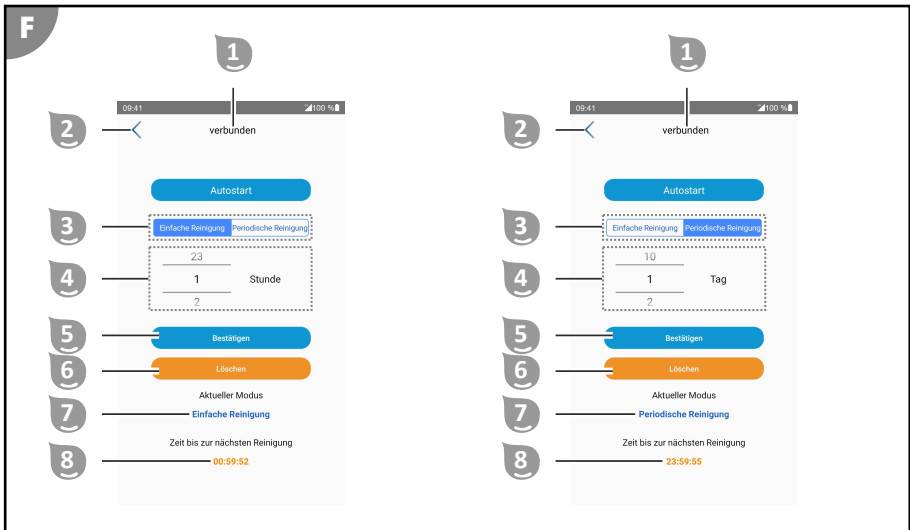 F
1
09:41 100 %
2
verbunden
Autostart
3
Einfache Reinigung Periodische Reinigung
23
4
1 Stunde
2
5
Bestätigen
6
Löschen
Aktueller Modus
7
Einfache Reinigung
Zeit bis zur nächsten Reinigung
8
00:59:52
1
09:41 100 %
2
verbunden
Autostart
3
Einfache Reinigung Periodische Reinigung
10
4
1 Tag
2
5
Bestätigen
6
Löschen
Aktueller Modus
7
Periodische Reinigung
Zeit bis zur nächsten Reinigung
8
23:59:55